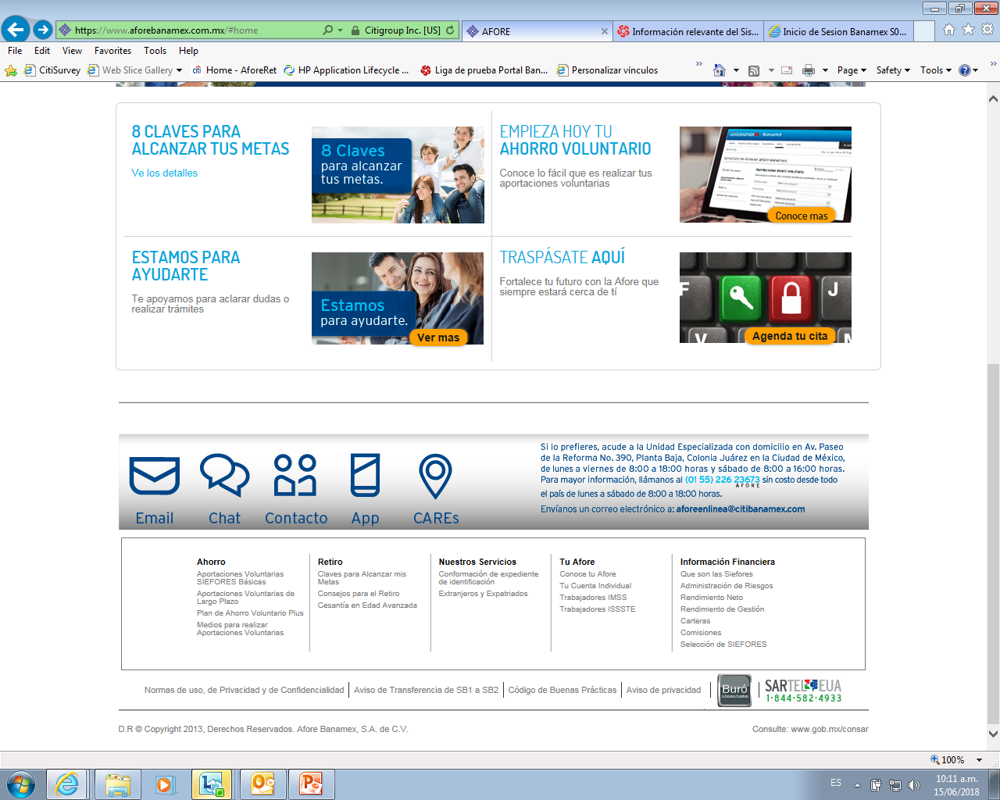 https://www.aforebanamex.com.mx/#home
Citigroup Inc. [US]
AFORE
Información relevante del Sis...
Inicio de Sesion Banamex S0...
File Edit View Favorites Tools Help
CitiSurvey
Web Slice Gallery
Home - AforeRet
HP Application Lifecycle ...
Liga de prueba Portal Ban...
Personalizar vínculos
Page
Safety
Tools
8 CLAVES PARA
ALCANZAR TUS METAS
Ve los detalles
8 Claves
para alcanzar
tus metas.
EMPIEZA HOY TU
AHORRO VOLUNTARIO
Conoce lo fácil que es realizar tus
aportaciones voluntarias
citibanamex
Banamex
Aportaciones ahorro voluntario
Conoce mas
ESTAMOS PARA
AYUDARTE
Te apoyamos para aclarar dudas o
realizar trámites
Estamos
para ayudarte.
Ver mas
TRASPÁSATE AQUÍ
Fortalece tu futuro con la Afore que
siempre estará cerca de tí
F
J
V
M
Agenda tu cita
Email
Chat
Contacto
App
CAREs
Si lo prefieres, acude a la Unidad Especializada con domicilio en Av. Paseo
de la Reforma No. 390, Planta Baja, Colonia Juárez en la Ciudad de México,
de lunes a viernes de 8:00 a 18:00 horas y sábado de 8:00 a 16:00 horas.
Para mayor información, llámanos al (01 55) 226 23673 sin costo desde todo
AFORE
el país de lunes a sábado de 8:00 a 18:00 horas.
Envíanos un correo electrónico a: aforeenlinea@citibanamex.com
Ahorro
Aportaciones Voluntarias
SIEFORES Básicas
Aportaciones Voluntarias de
Largo Plazo
Plan de Ahorro Voluntario Plus
Medios para realizar
Aportaciones Voluntarias
Retiro
Claves para Alcanzar mis
Metas
Consejos para el Retiro
Cesantía en Edad Avanzada
Nuestros Servicios
Conformación de expediente
de identificación
Extranjeros y Expatriados
Tu Afore
Conoce tu Afore
Tu Cuenta Individual
Trabajadores IMSS
Trabajadores ISSSTE
Información Financiera
Que son las Siefores
Administración de Riesgos
Rendimiento Neto
Rendimiento de Gestión
Carteras
Comisiones
Selección de SIEFORES
Normas de uso, de Privacidad y de Confidencialidad
Aviso de Transferencia de SB1 a SB2
Código de Buenas Prácticas
Aviso de privacidad
Buró
SARTEL EUA
1-844-582-4933
D.R © Copyright 2013, Derechos Reservados. Afore Banamex, S.A. de C.V.
Consulte: www.gob.mx/consar
100%
ES
10:11 a.m.
15/06/2018